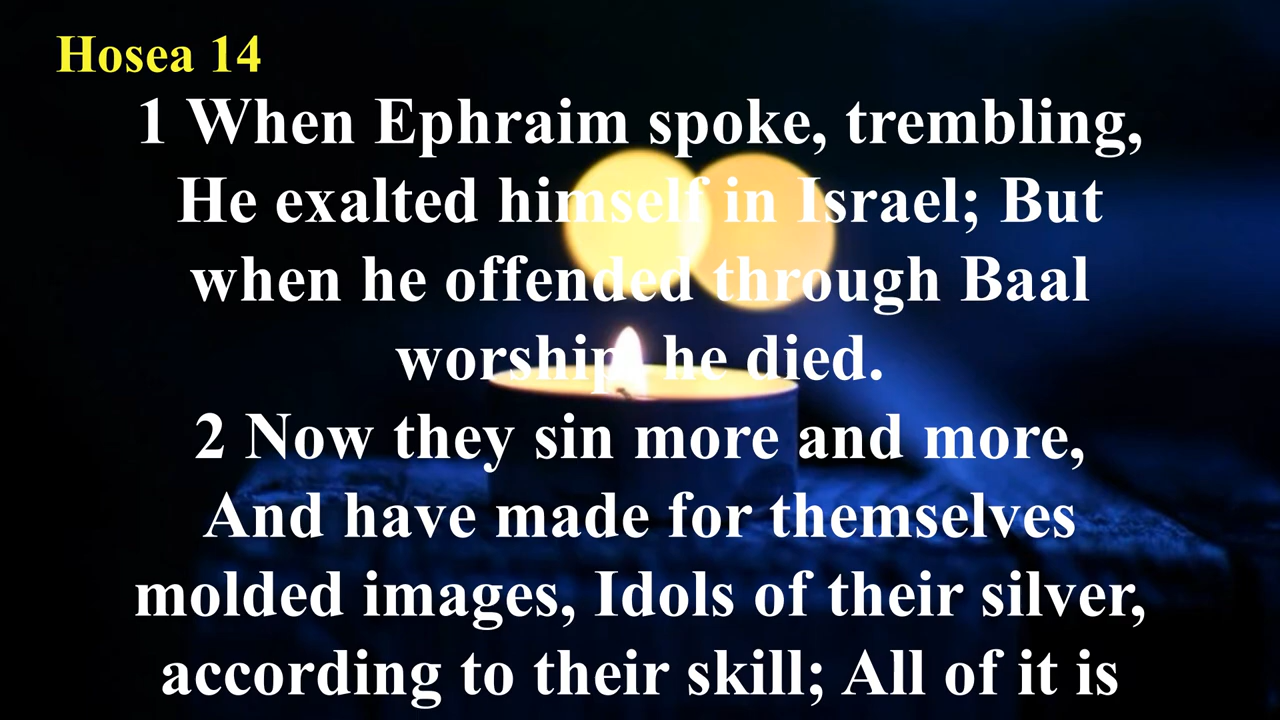 Hosea 14
1 When Ephraim spoke, trembling,
He exalted himself in Israel; But
when he offended through Baal
worship, he died.
2 Now they sin more and more,
And have made for themselves
molded images, Idols of their silver,
according to their skill; All of it is